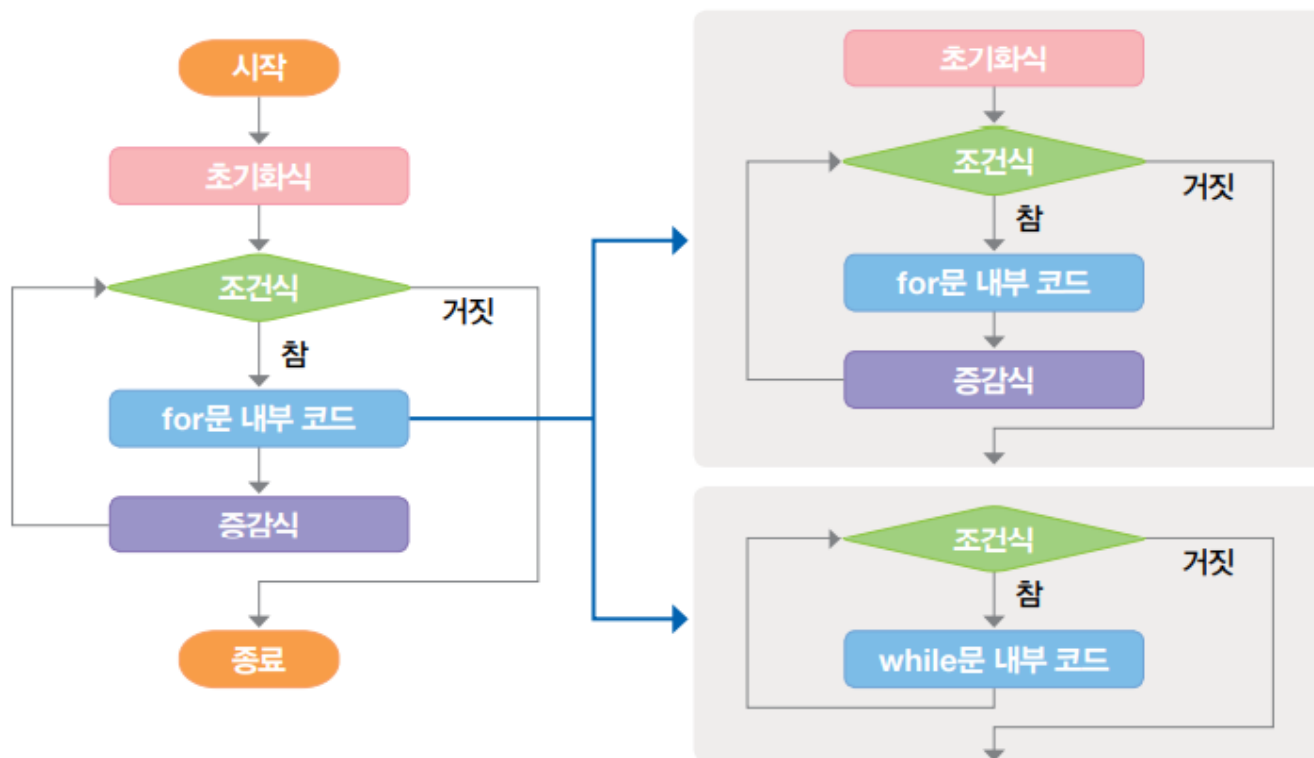 시작
초기화식
조건식
거짓
참
for문 내부 코드
증감식
종료
초기화식
조건식
거짓
참
for문 내부 코드
증감식
조건식
거짓
참
while문 내부 코드